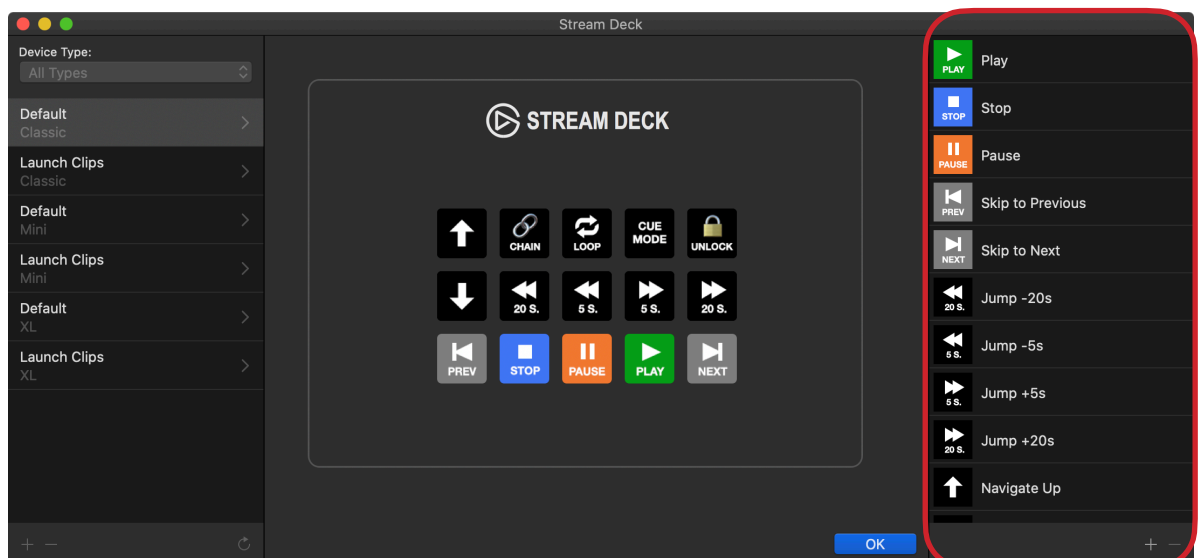 Stream Deck
Device Type:
All Types
Default
Classic
Launch Clips
Classic
Default
Mini
Launch Clips
Mini
Default
XL
Launch Clips
XL
STREAM DECK
CHAIN
LOOP
CUE
MODE
UNLOCK
20 S.
5 S.
5 S.
20 S.
PREV
STOP
PAUSE
PLAY
NEXT
OK
PLAY Play
STOP Stop
PAUSE Pause
PREV Skip to Previous
NEXT Skip to Next
20 S. Jump -20s
5 S. Jump -5s
5 S. Jump +5s
20 S. Jump +20s
Navigate Up